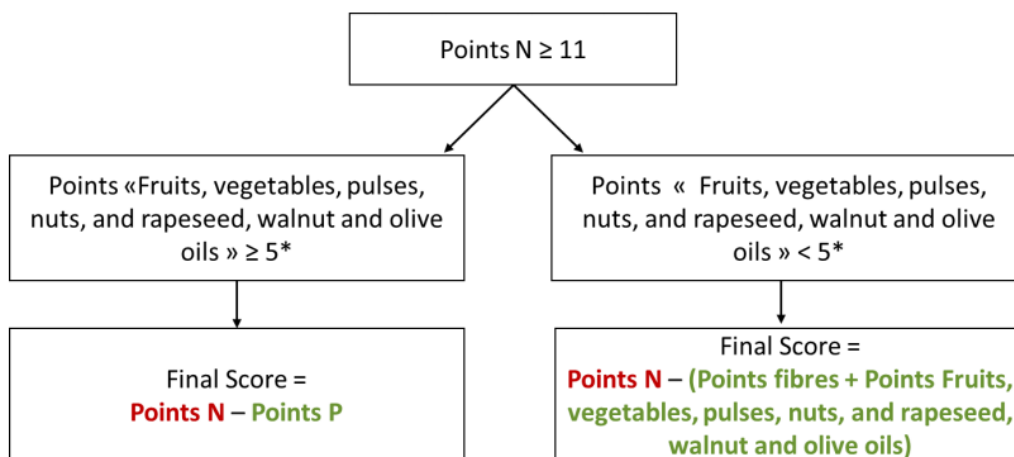 Points N ≥ 11
Points «Fruits, vegetables, pulses,
nuts, and rapeseed, walnut and olive
oils » ≥ 5*
Points « Fruits, vegetables, pulses,
nuts, and rapeseed, walnut and olive
oils » < 5*
Final Score =
Points N – Points P
Final Score =
Points N – (Points fibres + Points Fruits,
vegetables, pulses, nuts, and rapeseed,
walnut and olive oils)